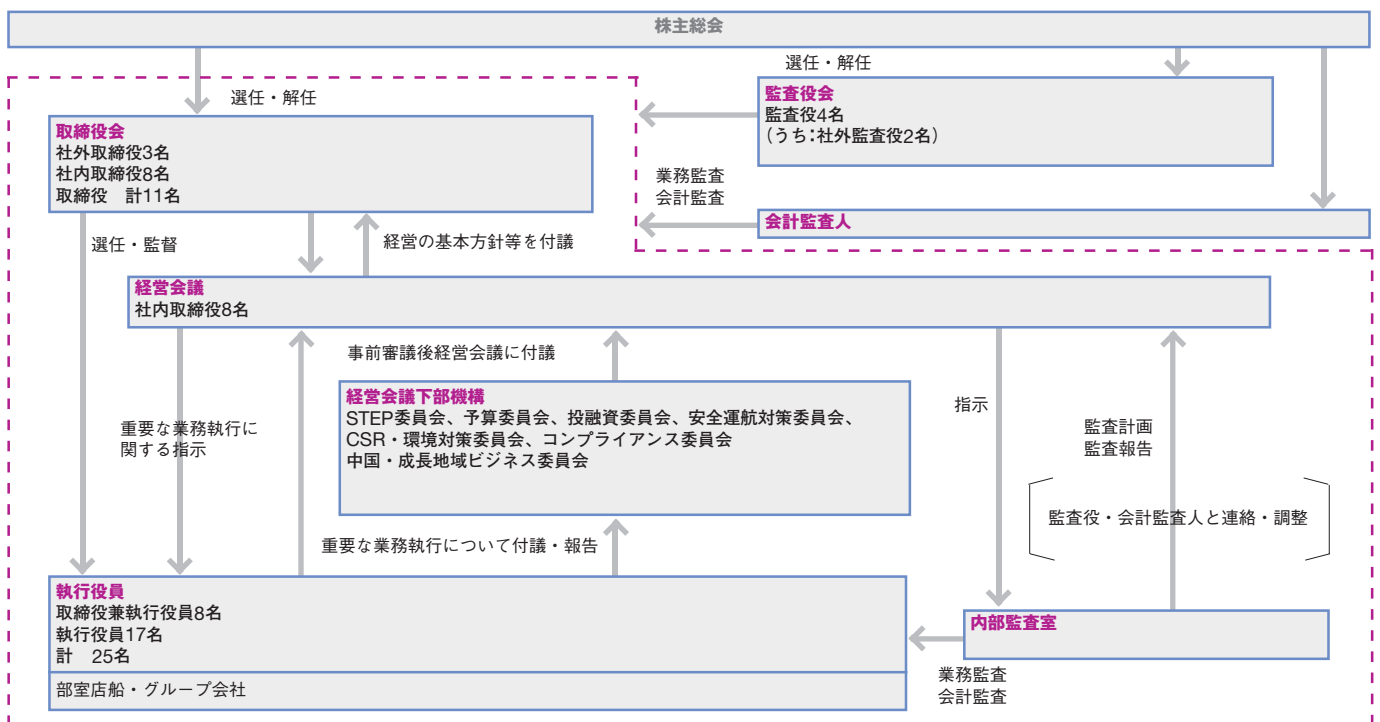 株主総会
選任・解任
選任・解任
監査役会
監査役4名
（うち：社外監査役2名）
取締役会
社外取締役3名
社内取締役8名
取締役　計11名
業務監査
会計監査
会計監査人
選任・監督
経営の基本方針等を付議
経営会議
社内取締役8名
事前審議後経営会議に付議
経営会議下部機構
STEP委員会、予算委員会、投融資委員会、安全運航対策委員会、
CSR・環境対策委員会、コンプライアンス委員会
中国・成長地域ビジネス委員会
指示
重要な業務執行に
関する指示
監査計画
監査報告
監査役・会計監査人と連絡・調整
重要な業務執行について付議・報告
執行役員
取締役兼執行役員8名
執行役員17名
計　25名
部室店船・グループ会社
内部監査室
業務監査
会計監査